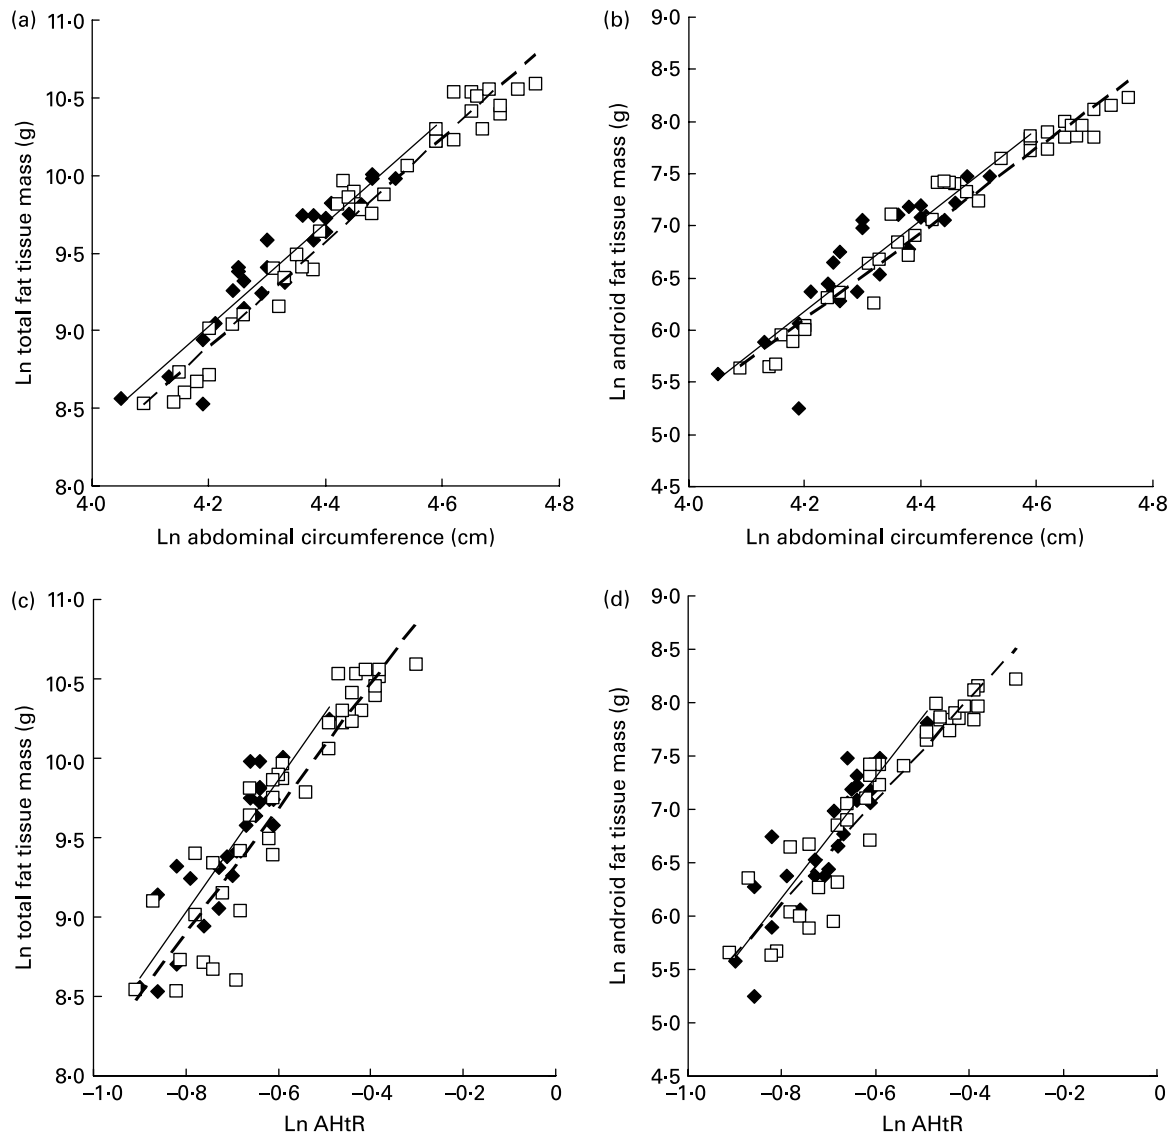 (a)
11·0
10·5
10·0
9·5
9·0
8·5
8·0
Ln total fat tissue mass (g)
4·0 4·2 4·4 4·6 4·8
Ln abdominal circumference (cm)
(b)
9·0
8·5
8·0
7·5
7·0
6·5
6·0
5·5
5·0
4·5
Ln android fat tissue mass (g)
4·0 4·2 4·4 4·6 4·8
Ln abdominal circumference (cm)
(c)
11·0
10·5
10·0
9·5
9·0
8·5
8·0
Ln total fat tissue mass (g)
−1·0 −0·8 −0·6 −0·4 −0·2 0
Ln AHtR
(d)
9·0
8·5
8·0
7·5
7·0
6·5
6·0
5·5
5·0
4·5
Ln android fat tissue mass (g)
−1·0 −0·8 −0·6 −0·4 −0·2 0
Ln AHtR